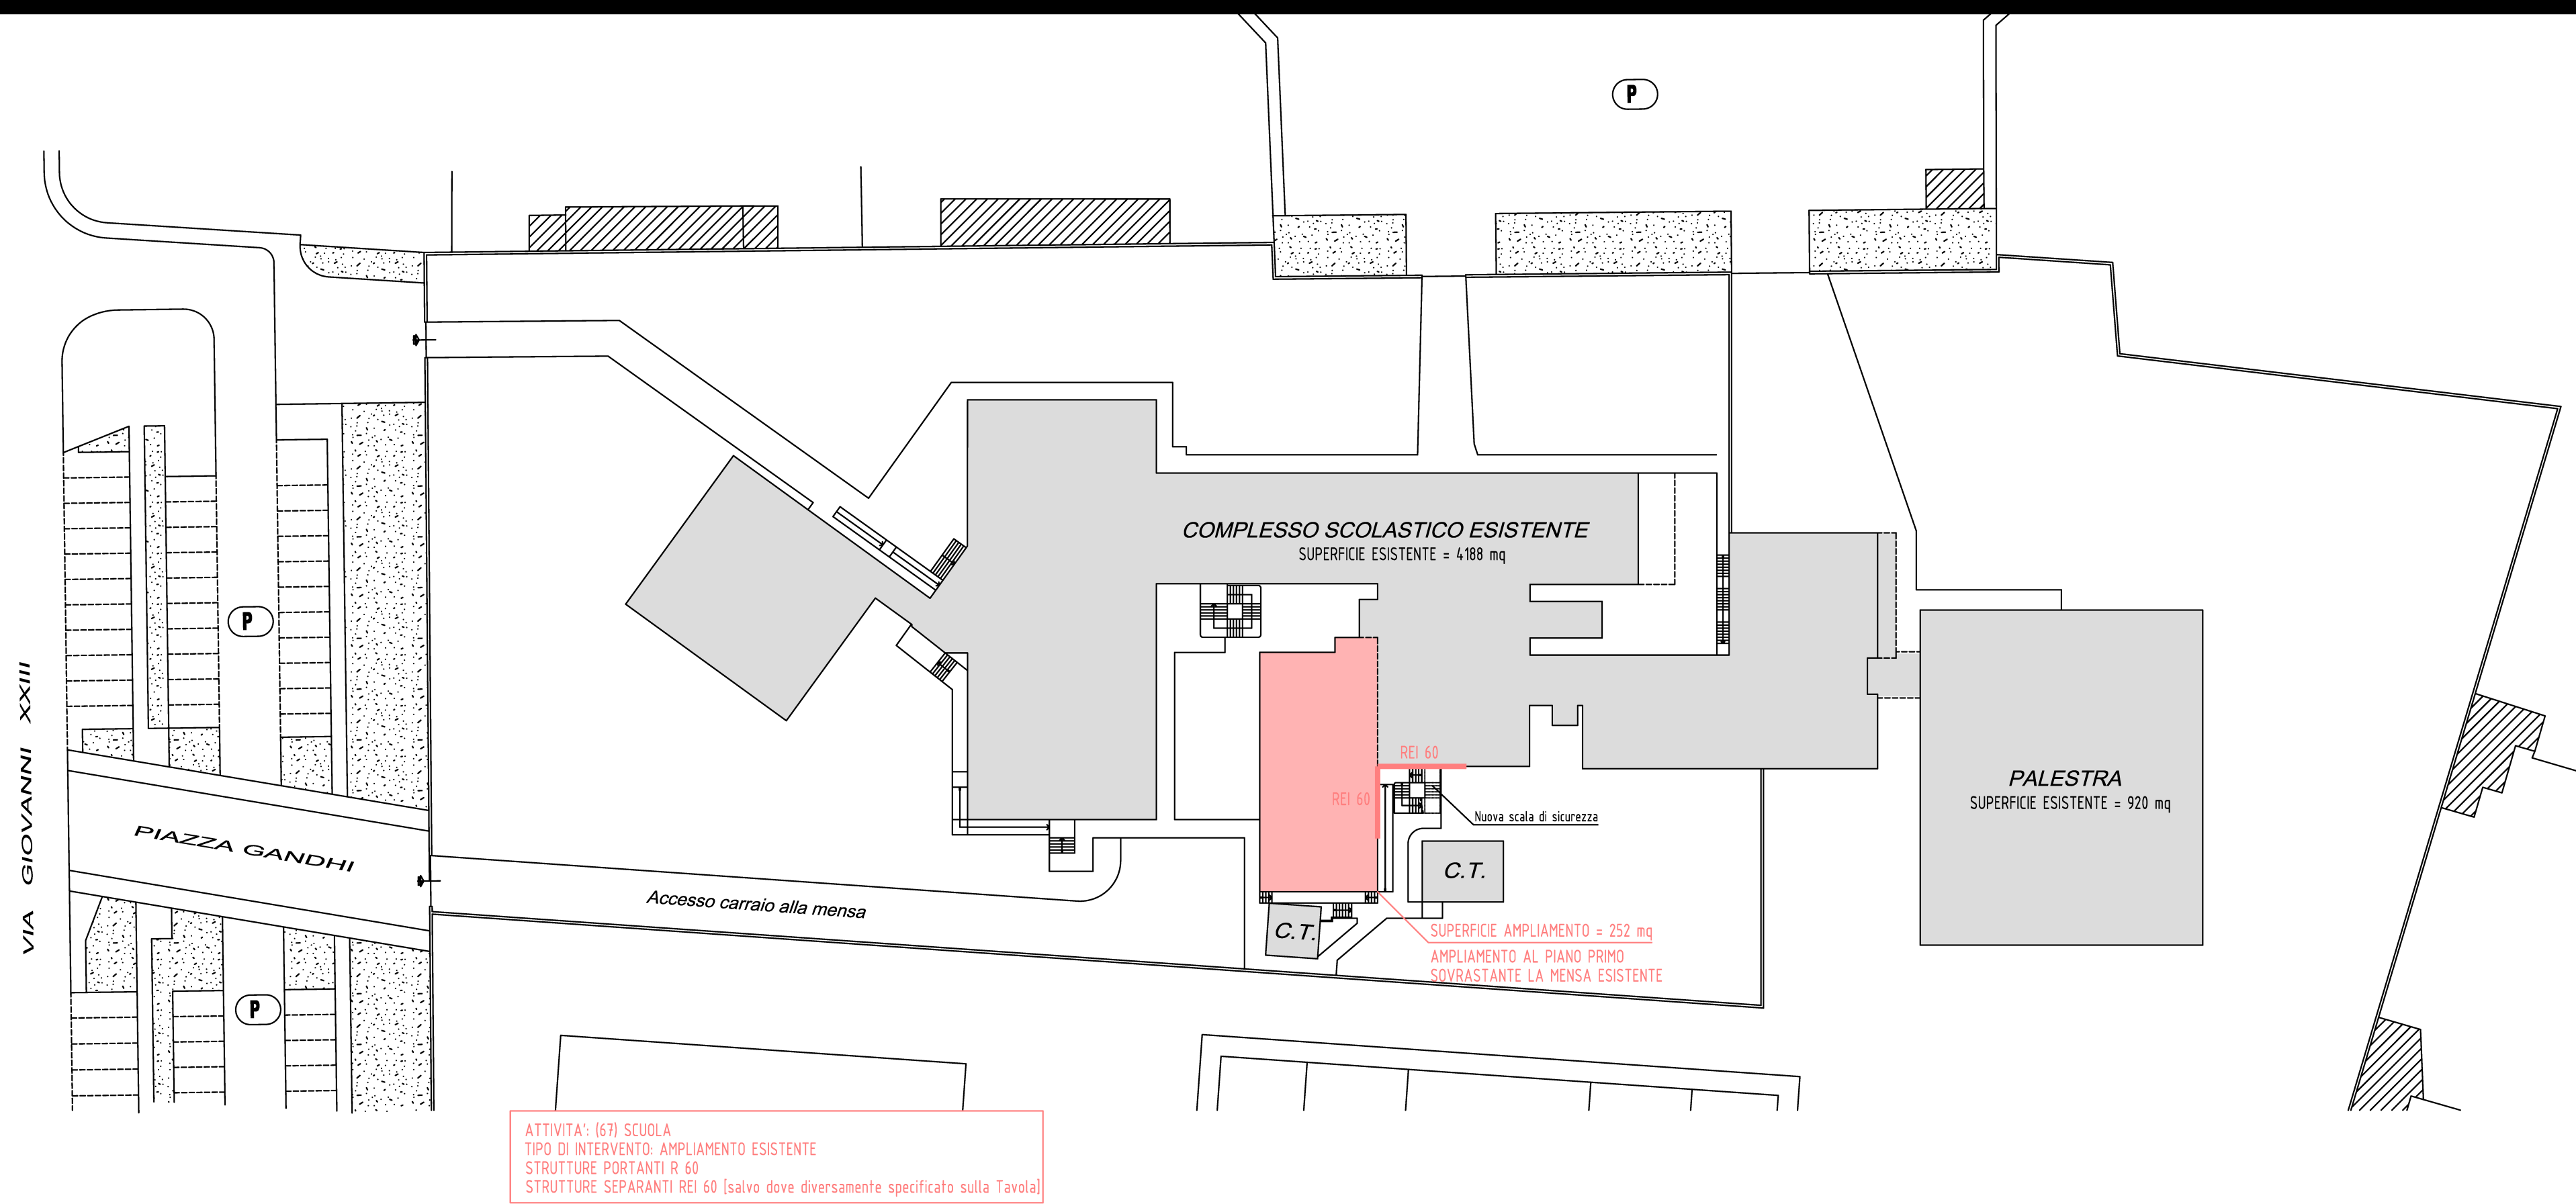 P
P
COMPLESSO SCOLASTICO ESISTENTE
SUPERFICIE ESISTENTE = 4188 mq
VIA GIOVANNI XXIII
REI 60
REI 60
Nuova scala di sicurezza
PALESTRA
SUPERFICIE ESISTENTE = 920 mq
PIAZZA GANDHI
C.T.
Accesso carraio alla mensa
C.T.
SUPERFICIE AMPLIAMENTO = 252 mq
AMPLIAMENTO AL PIANO PRIMO
SOVRASTANTE LA MENSA ESISTENTE
P
ATTIVITA': (67) SCUOLA
TIPO DI INTERVENTO: AMPLIAMENTO ESISTENTE
STRUTTURE PORTANTI R 60
STRUTTURE SEPARANTI REI 60 [salvo dove diversamente specificato sulla Tavola]